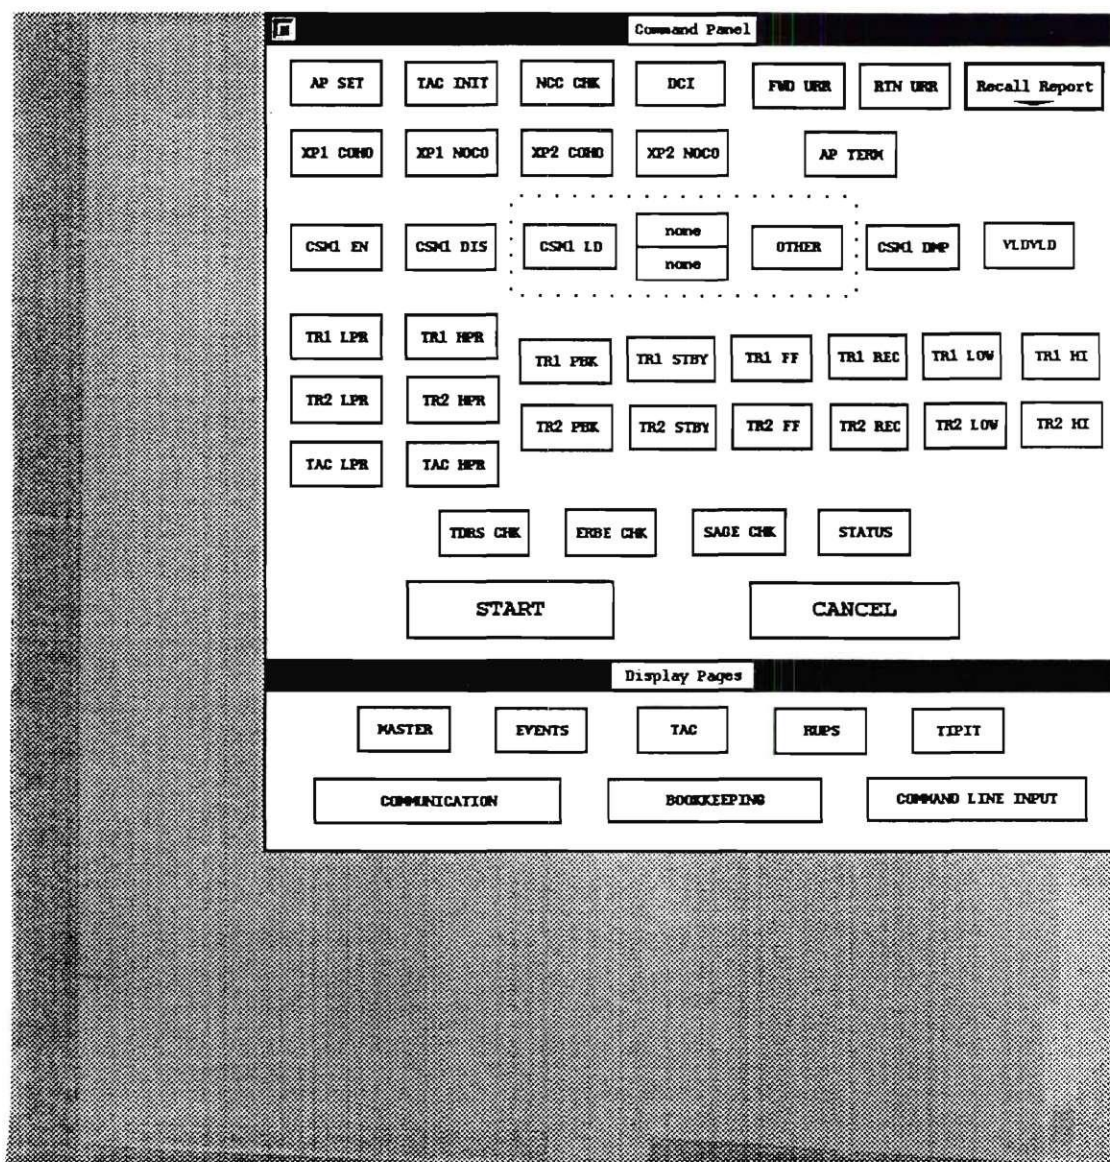 Command Panel
AP SET TAC INIT NCC CHK DCI FWD URR RTN URR Recall Report
XP1 COHO XP1 NOCO XP2 COHO XP2 NOCO AP TERM
none
CSM1 EN CSM1 DIS CSM1 LD OTHER CSM1 DMP VLDVLD
none
TR1 LPR TR1 HPR
TR1 PBK TR1 STBY TR1 FF TR1 REC TR1 LOW TR1 HI
TR2 LPR TR2 HPR
TR2 PBK TR2 STBY TR2 FF TR2 REC TR2 LOW TR2 HI
TAC LPR TAC HPR
TDRS CHK ERBE CHK SAGE CHK STATUS
START CANCEL
Display Pages
MASTER EVENTS TAC RUPS TIPIT
COMMUNICATION BOOKKEEPING COMMAND LINE INPUT